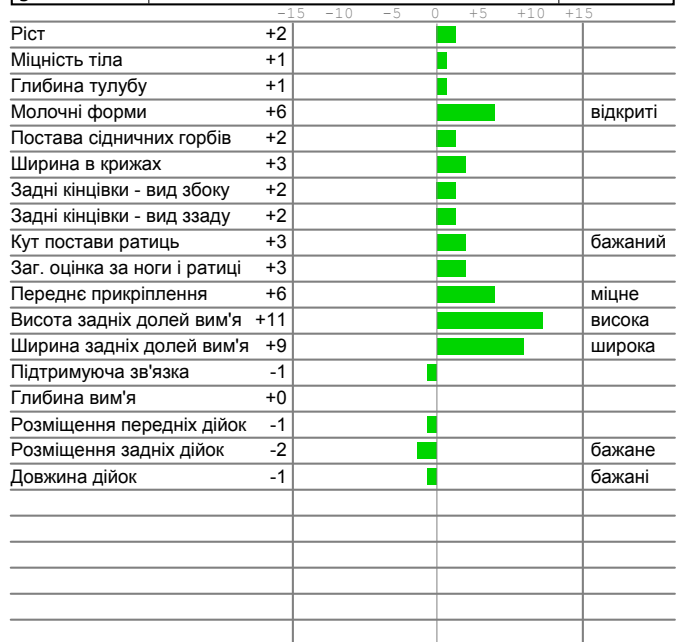 -15 -10 -5 0 +5 +10 +15
Ріст +2
Міцність тіла +1
Глибина тулубу +1
Молочні форми +6 відкриті
Постава сідничних горбів +2
Ширина в крижах +3
Задні кінцівки - вид збоку +2
Задні кінцівки - вид ззаду +2
Кут постави ратиць +3 бажаний
Заг. оцінка за ноги і ратиці +3
Переднє прикріплення +6 міцне
Висота задніх долей вим'я +11 висока
Ширина задніх долей вим'я +9 широка
Підтримуюча зв'язка -1
Глибина вим'я +0
Розміщення передніх дійок -1
Розміщення задніх дійок -2 бажане
Довжина дійок -1 бажані